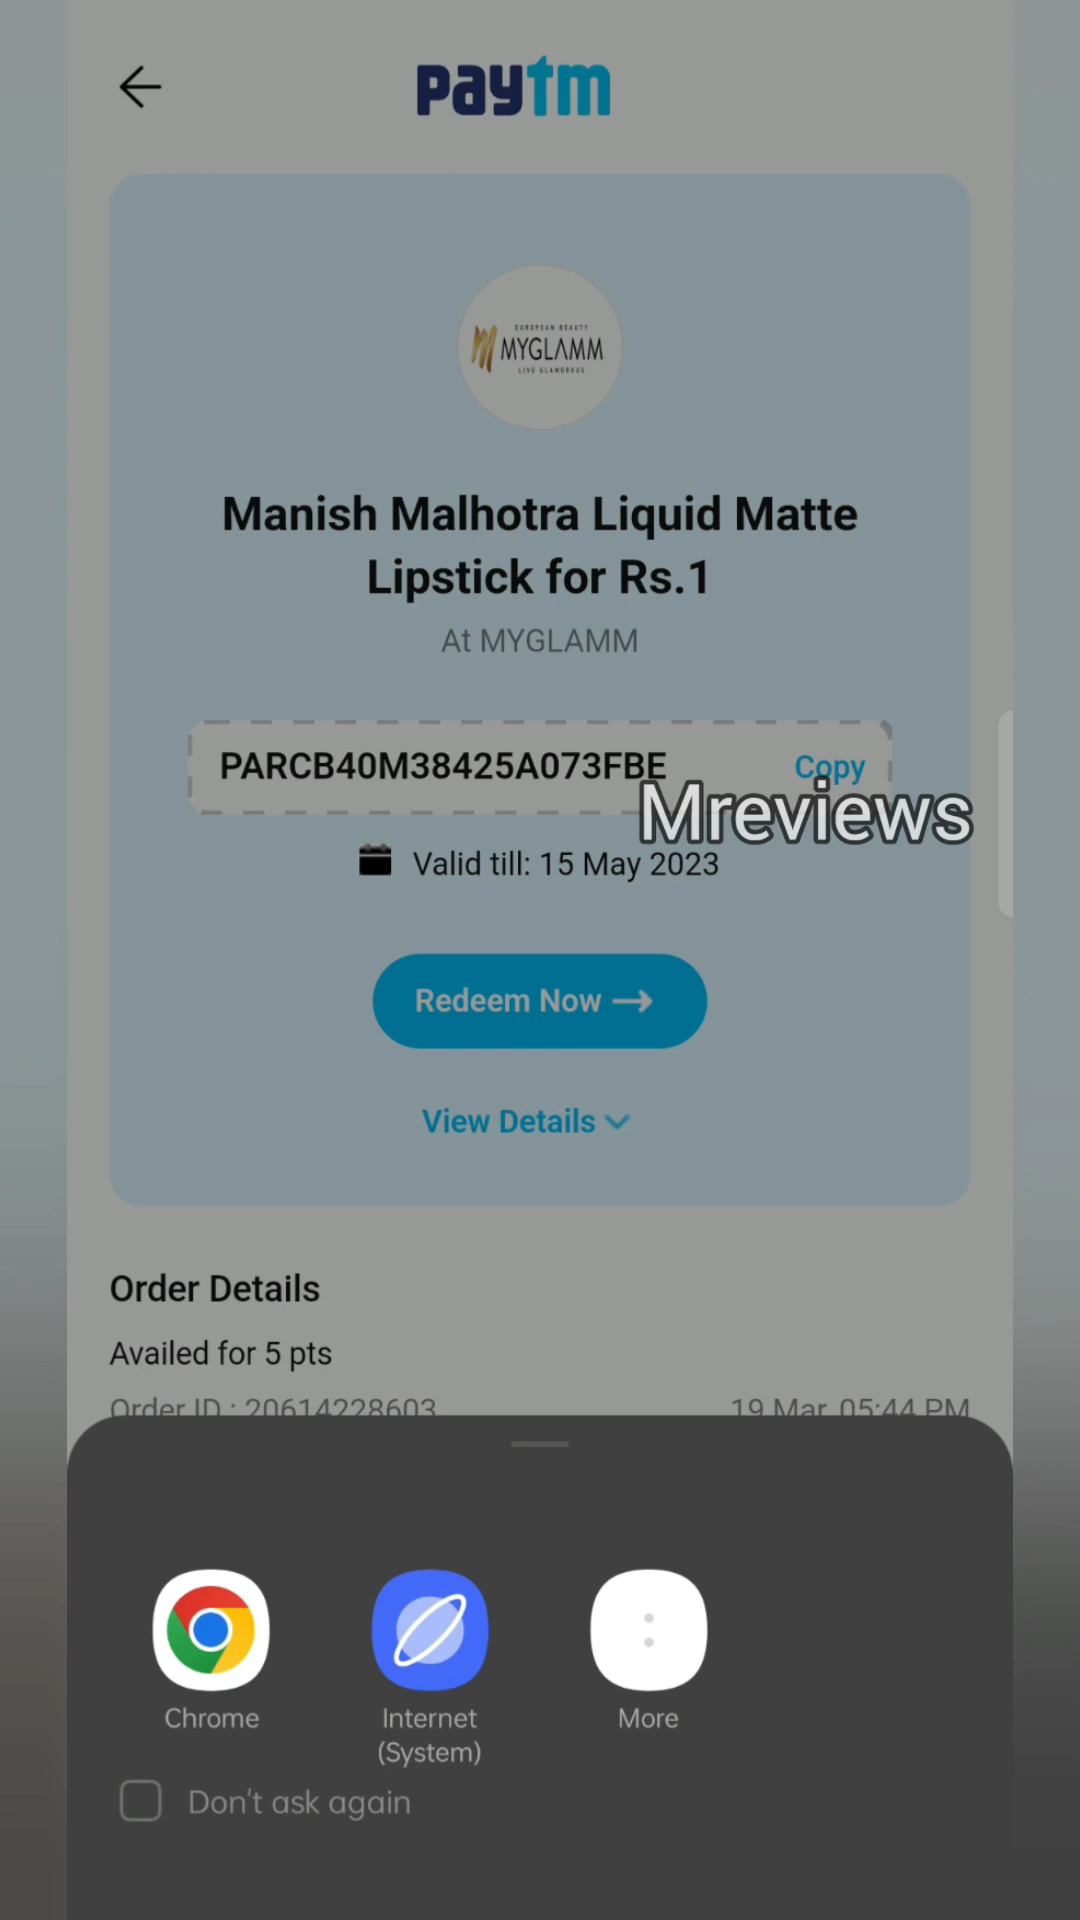 paytm
EUROPEAN BEAUTY
MYGLAMM
LIVE GLAMOROUS
Manish Malhotra Liquid Matte
Lipstick for Rs.1
At MYGLAMM
PARCB40M38425A073FBE
Copy
Mreviews
Valid till: 15 May 2023
Redeem Now
View Details
Order Details
Availed for 5 pts
Order ID : 20614228603
19 Mar, 05:44 PM
Chrome
Internet
(System)
More
Don't ask again